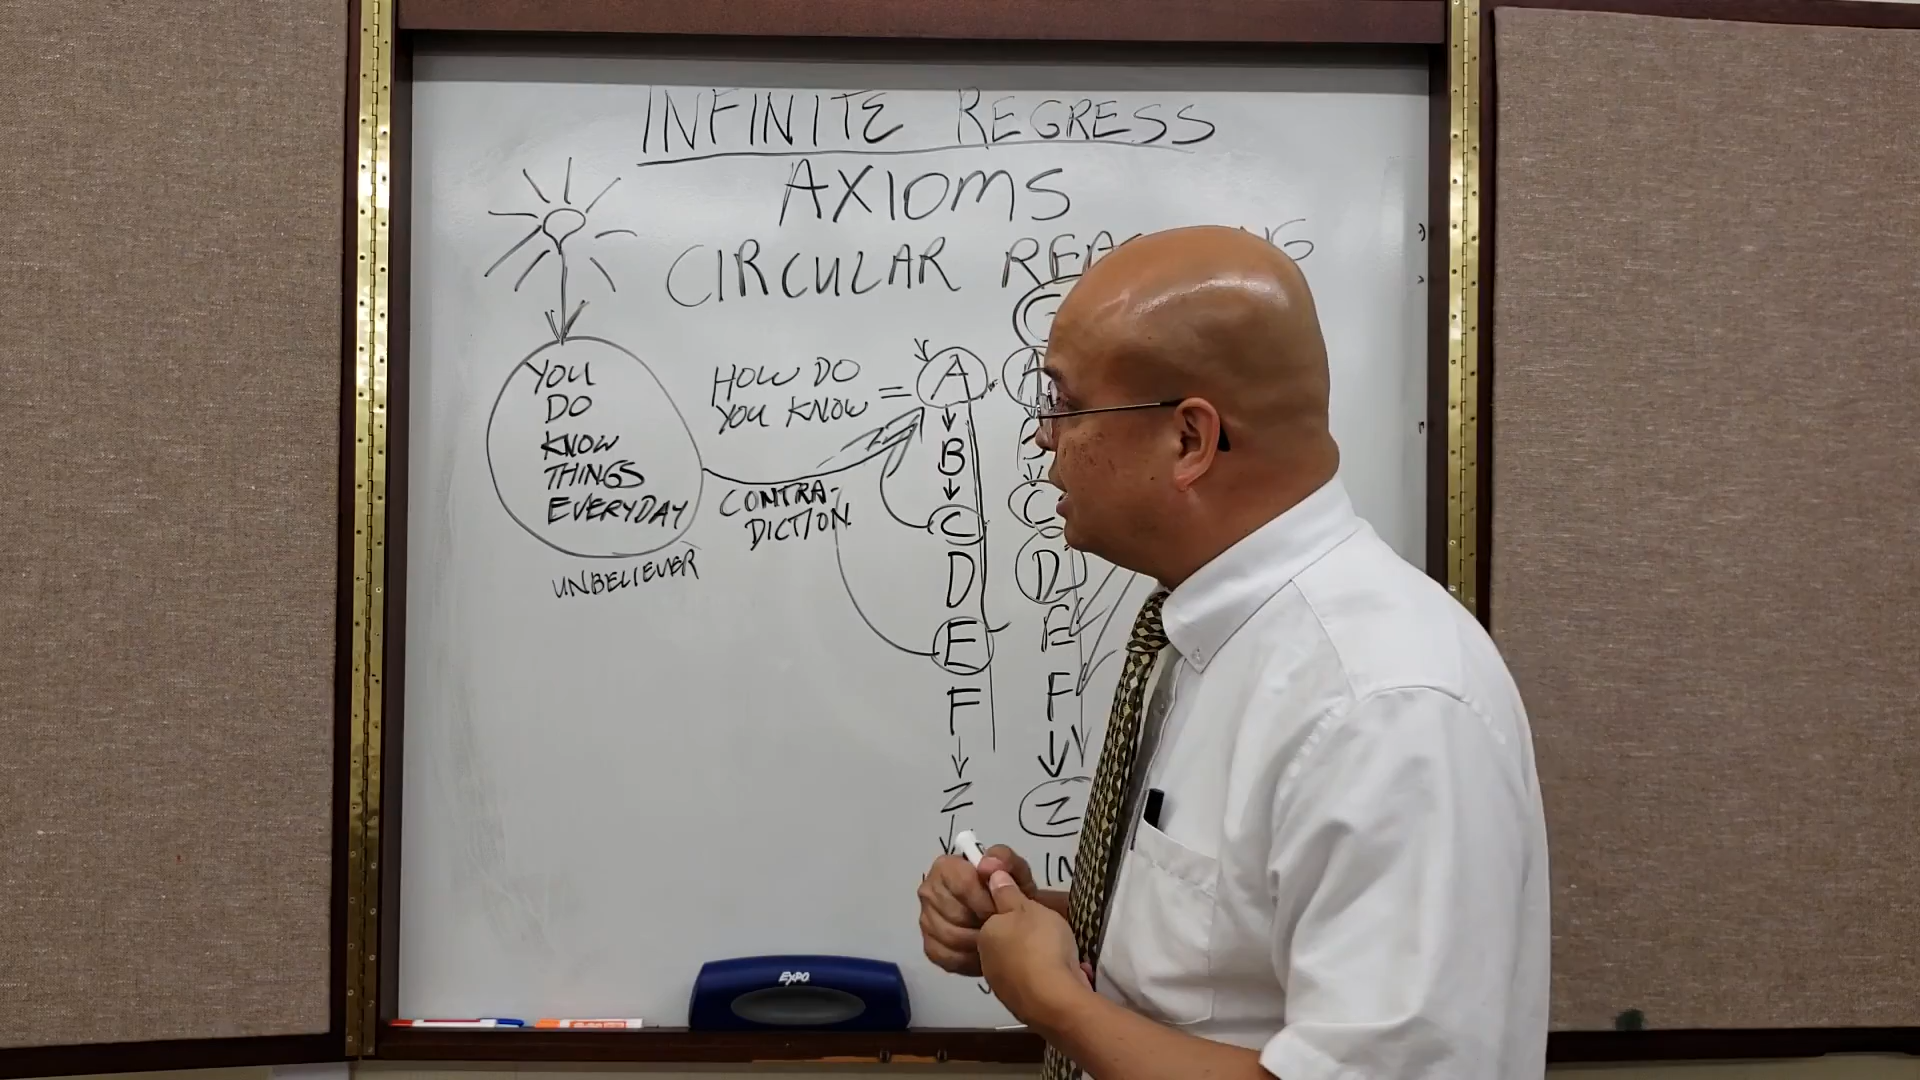 INFINITE REGRESS
AXIOMS
CIRCULAR
YOU
DO
KNOW
THINGS
EVERYDAY
UNBELIEVER
HOW DO
YOU KNOW
=
CONTRA-
DICTION
A
B
C
D
E
F
Z
A
C
D
E
F
Z
EXPO